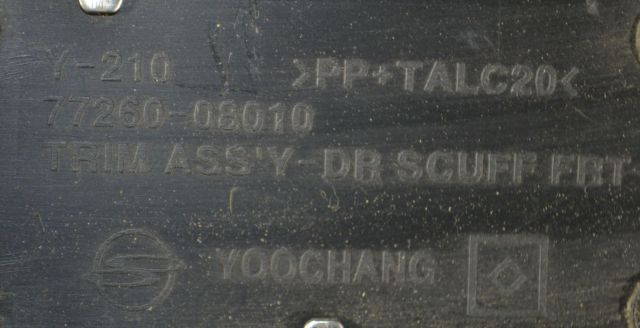 Y-210 >PP+TALC20<
77260-08010
TRIM ASS'Y-DR SCUFF FRT
YOOCHANG